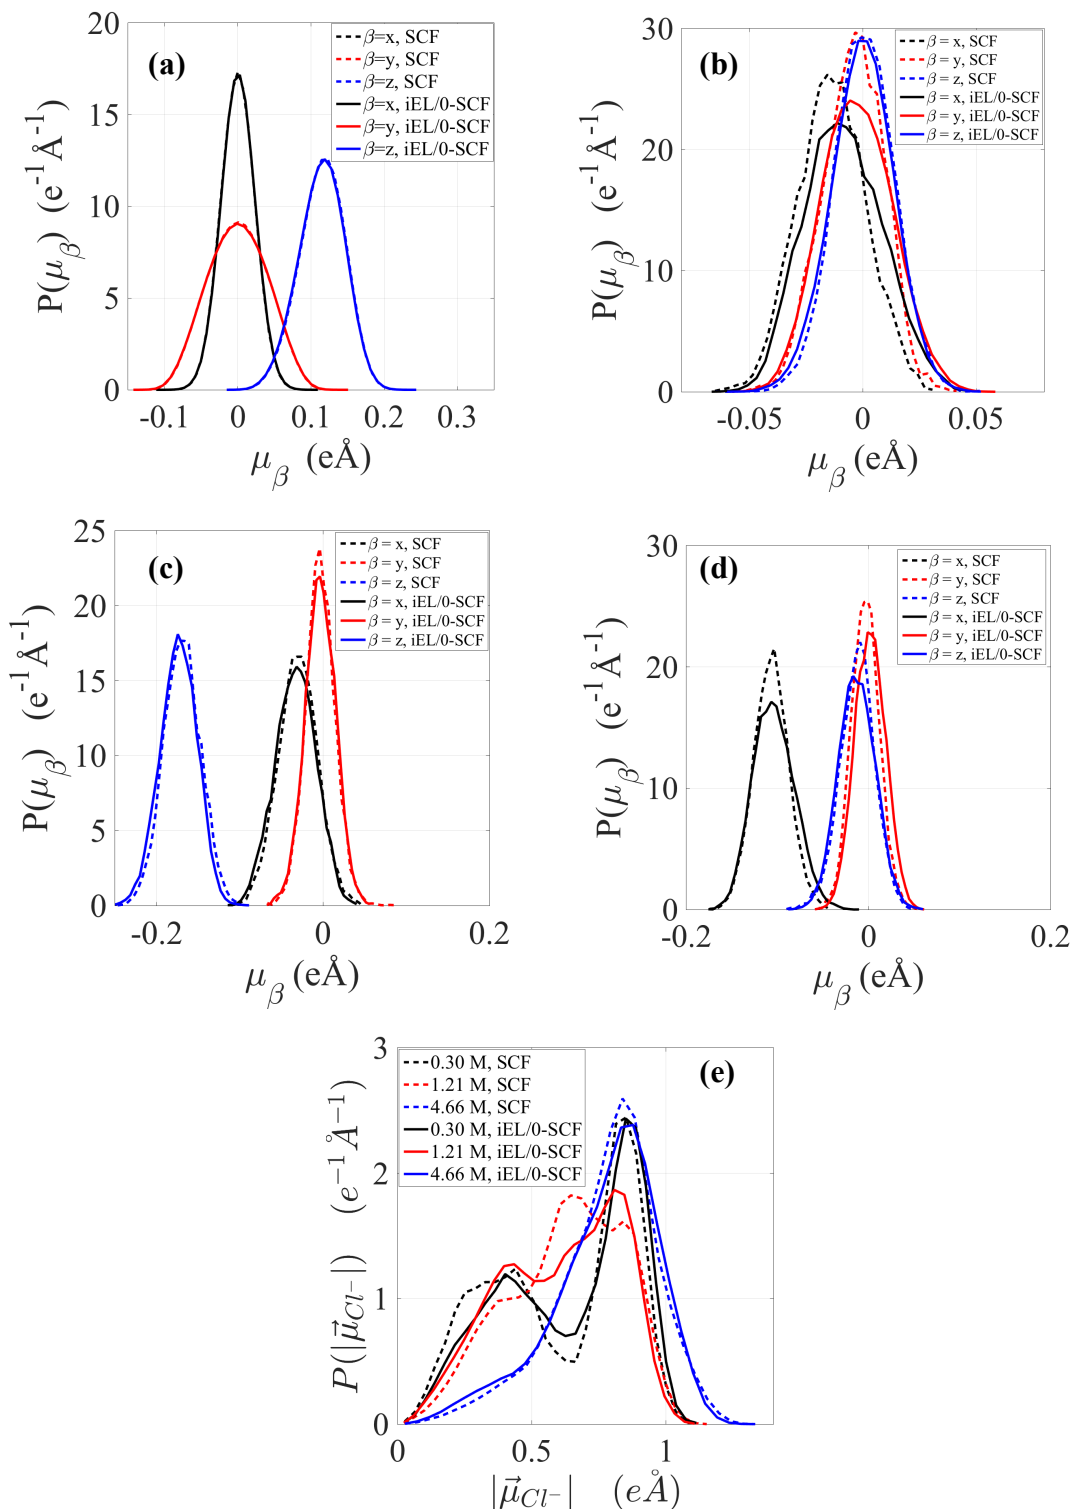 (a)
20
15
10
5
0
-0.1
0
0.1
0.2
0.3
P(μβ) (e⁻¹Å⁻¹)
μβ (eÅ)
β=x, SCF
β=y, SCF
β=z, SCF
β=x, iEL/0-SCF
β=y, iEL/0-SCF
β=z, iEL/0-SCF
(b)
30
20
10
0
-0.05
0
0.05
P(μβ) (e⁻¹Å⁻¹)
μβ (eÅ)
β = x, SCF
β = y, SCF
β = z, SCF
β = x, iEL/0-SCF
β = y, iEL/0-SCF
β = z, iEL/0-SCF
(c)
25
20
15
10
5
0
-0.2
0
0.2
P(μβ) (e⁻¹Å⁻¹)
μβ (eÅ)
β = x, SCF
β = y, SCF
β = z, SCF
β = x, iEL/0-SCF
β = y, iEL/0-SCF
β = z, iEL/0-SCF
(d)
30
20
10
0
-0.2
0
0.2
P(μβ) (e⁻¹Å⁻¹)
μβ (eÅ)
β = x, SCF
β = y, SCF
β = z, SCF
β = x, iEL/0-SCF
β = y, iEL/0-SCF
β = z, iEL/0-SCF
(e)
3
2
1
0
0
0.5
1
P(|μ⃗Cl⁻|) (e⁻¹Å⁻¹)
|μ⃗Cl⁻| (eÅ)
0.30 M, SCF
1.21 M, SCF
4.66 M, SCF
0.30 M, iEL/0-SCF
1.21 M, iEL/0-SCF
4.66 M, iEL/0-SCF